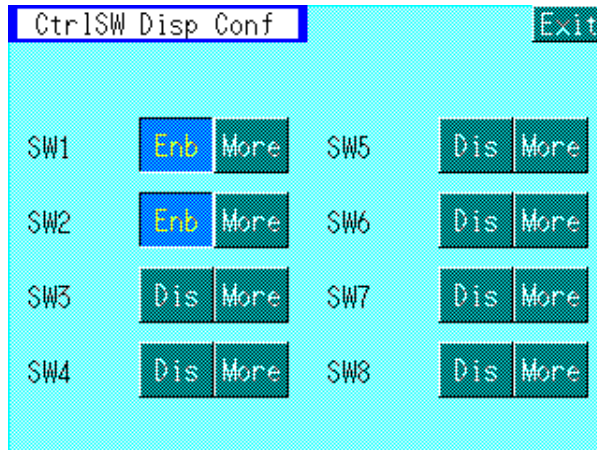 CtrlSW Disp Conf Exit
SW1 Enb More SW5 Dis More
SW2 Enb More SW6 Dis More
SW3 Dis More SW7 Dis More
SW4 Dis More SW8 Dis More